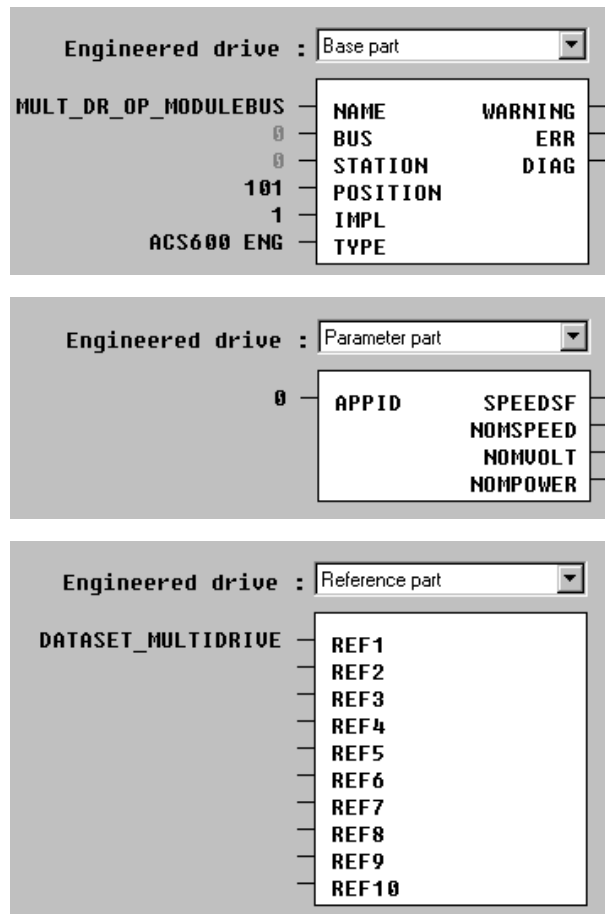 Engineered drive : Base part
MULT_DR_OP_MODULEBUS NAME WARNING
0 BUS ERR
0 STATION DIAG
101 POSITION
1 IMPL
ACS600 ENG TYPE
Engineered drive : Parameter part
0 APPID SPEEDSF
NOMSPEED
NOMVOLT
NOMPOWER
Engineered drive : Reference part
DATASET_MULTIDRIVE REF1
REF2
REF3
REF4
REF5
REF6
REF7
REF8
REF9
REF10